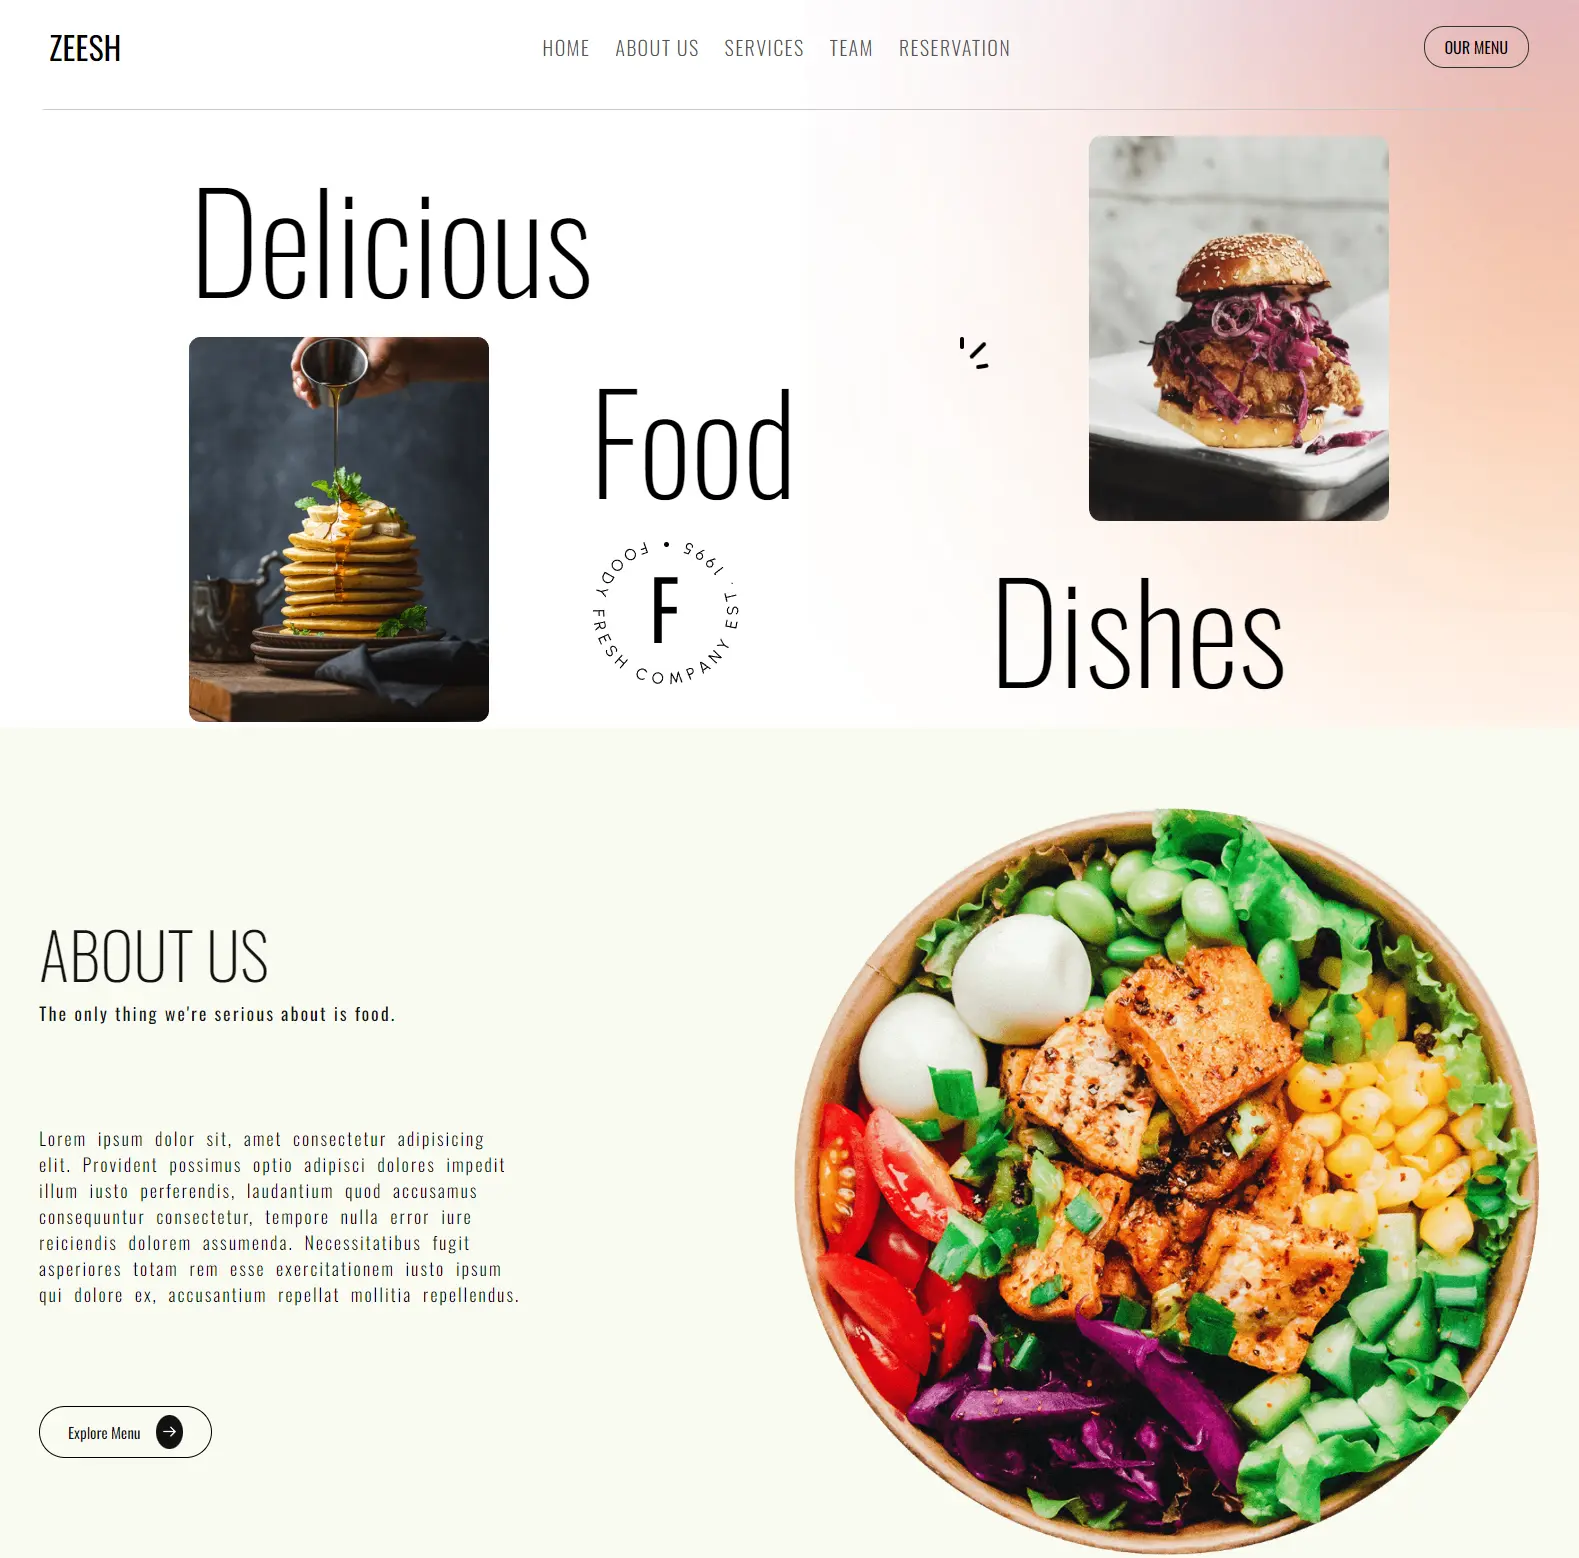 ZEESH
HOME ABOUT US SERVICES TEAM RESERVATION
OUR MENU
Delicious
Food
FOODY FRESH COMPANY EST . 1995 •
F
Dishes
ABOUT US
The only thing we're serious about is food.
Lorem ipsum dolor sit, amet consectetur adipisicing
elit. Provident possimus optio adipisci dolores impedit
illum iusto perferendis, laudantium quod accusamus
consequuntur consectetur, tempore nulla error iure
reiciendis dolorem assumenda. Necessitatibus fugit
asperiores totam rem esse exercitationem iusto ipsum
qui dolore ex, accusantium repellat mollitia repellendus.
Explore Menu